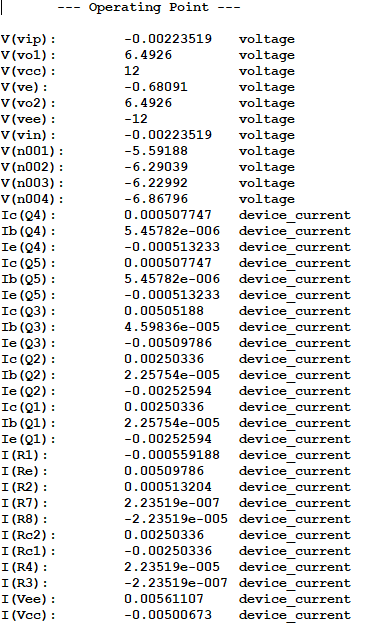 --- Operating Point ---
V(vip): -0.00223519 voltage
V(vo1): 6.4926 voltage
V(vcc): 12 voltage
V(ve): -0.68091 voltage
V(vo2): 6.4926 voltage
V(vee): -12 voltage
V(vin): -0.00223519 voltage
V(n001): -5.59188 voltage
V(n002): -6.29039 voltage
V(n003): -6.22992 voltage
V(n004): -6.86796 voltage
Ic(Q4): 0.000507747 device_current
Ib(Q4): 5.45782e-006 device_current
Ie(Q4): -0.000513233 device_current
Ic(Q5): 0.000507747 device_current
Ib(Q5): 5.45782e-006 device_current
Ie(Q5): -0.000513233 device_current
Ic(Q3): 0.00505188 device_current
Ib(Q3): 4.59836e-005 device_current
Ie(Q3): -0.00509786 device_current
Ic(Q2): 0.00250336 device_current
Ib(Q2): 2.25754e-005 device_current
Ie(Q2): -0.00252594 device_current
Ic(Q1): 0.00250336 device_current
Ib(Q1): 2.25754e-005 device_current
Ie(Q1): -0.00252594 device_current
I(R1): -0.000559188 device_current
I(Re): 0.00509786 device_current
I(R2): 0.000513204 device_current
I(R7): 2.23519e-007 device_current
I(R8): -2.23519e-005 device_current
I(Rc2): 0.00250336 device_current
I(Rc1): -0.00250336 device_current
I(R4): 2.23519e-005 device_current
I(R3): -2.23519e-007 device_current
I(Vee): 0.00561107 device_current
I(Vcc): -0.00500673 device_current